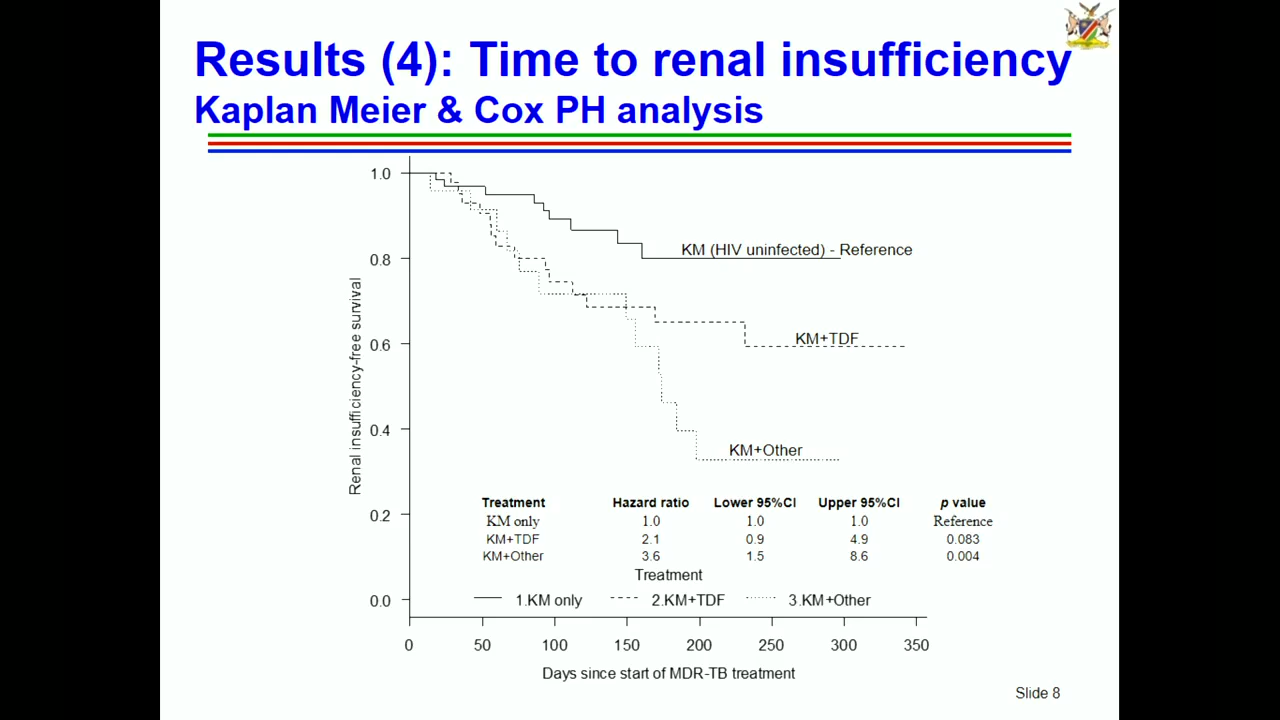 Results (4): Time to renal insufficiency
Kaplan Meier & Cox PH analysis
1.0
0.8
0.6
0.4
0.2
0.0
Renal insufficiency-free survival
KM (HIV uninfected) - Reference
KM+TDF
KM+Other
Treatment Hazard ratio Lower 95%CI Upper 95%CI p value
KM only 1.0 1.0 1.0 Reference
KM+TDF 2.1 0.9 4.9 0.083
KM+Other 3.6 1.5 8.6 0.004
Treatment
1.KM only 2.KM+TDF 3.KM+Other
0 50 100 150 200 250 300 350
Days since start of MDR-TB treatment
Slide 8